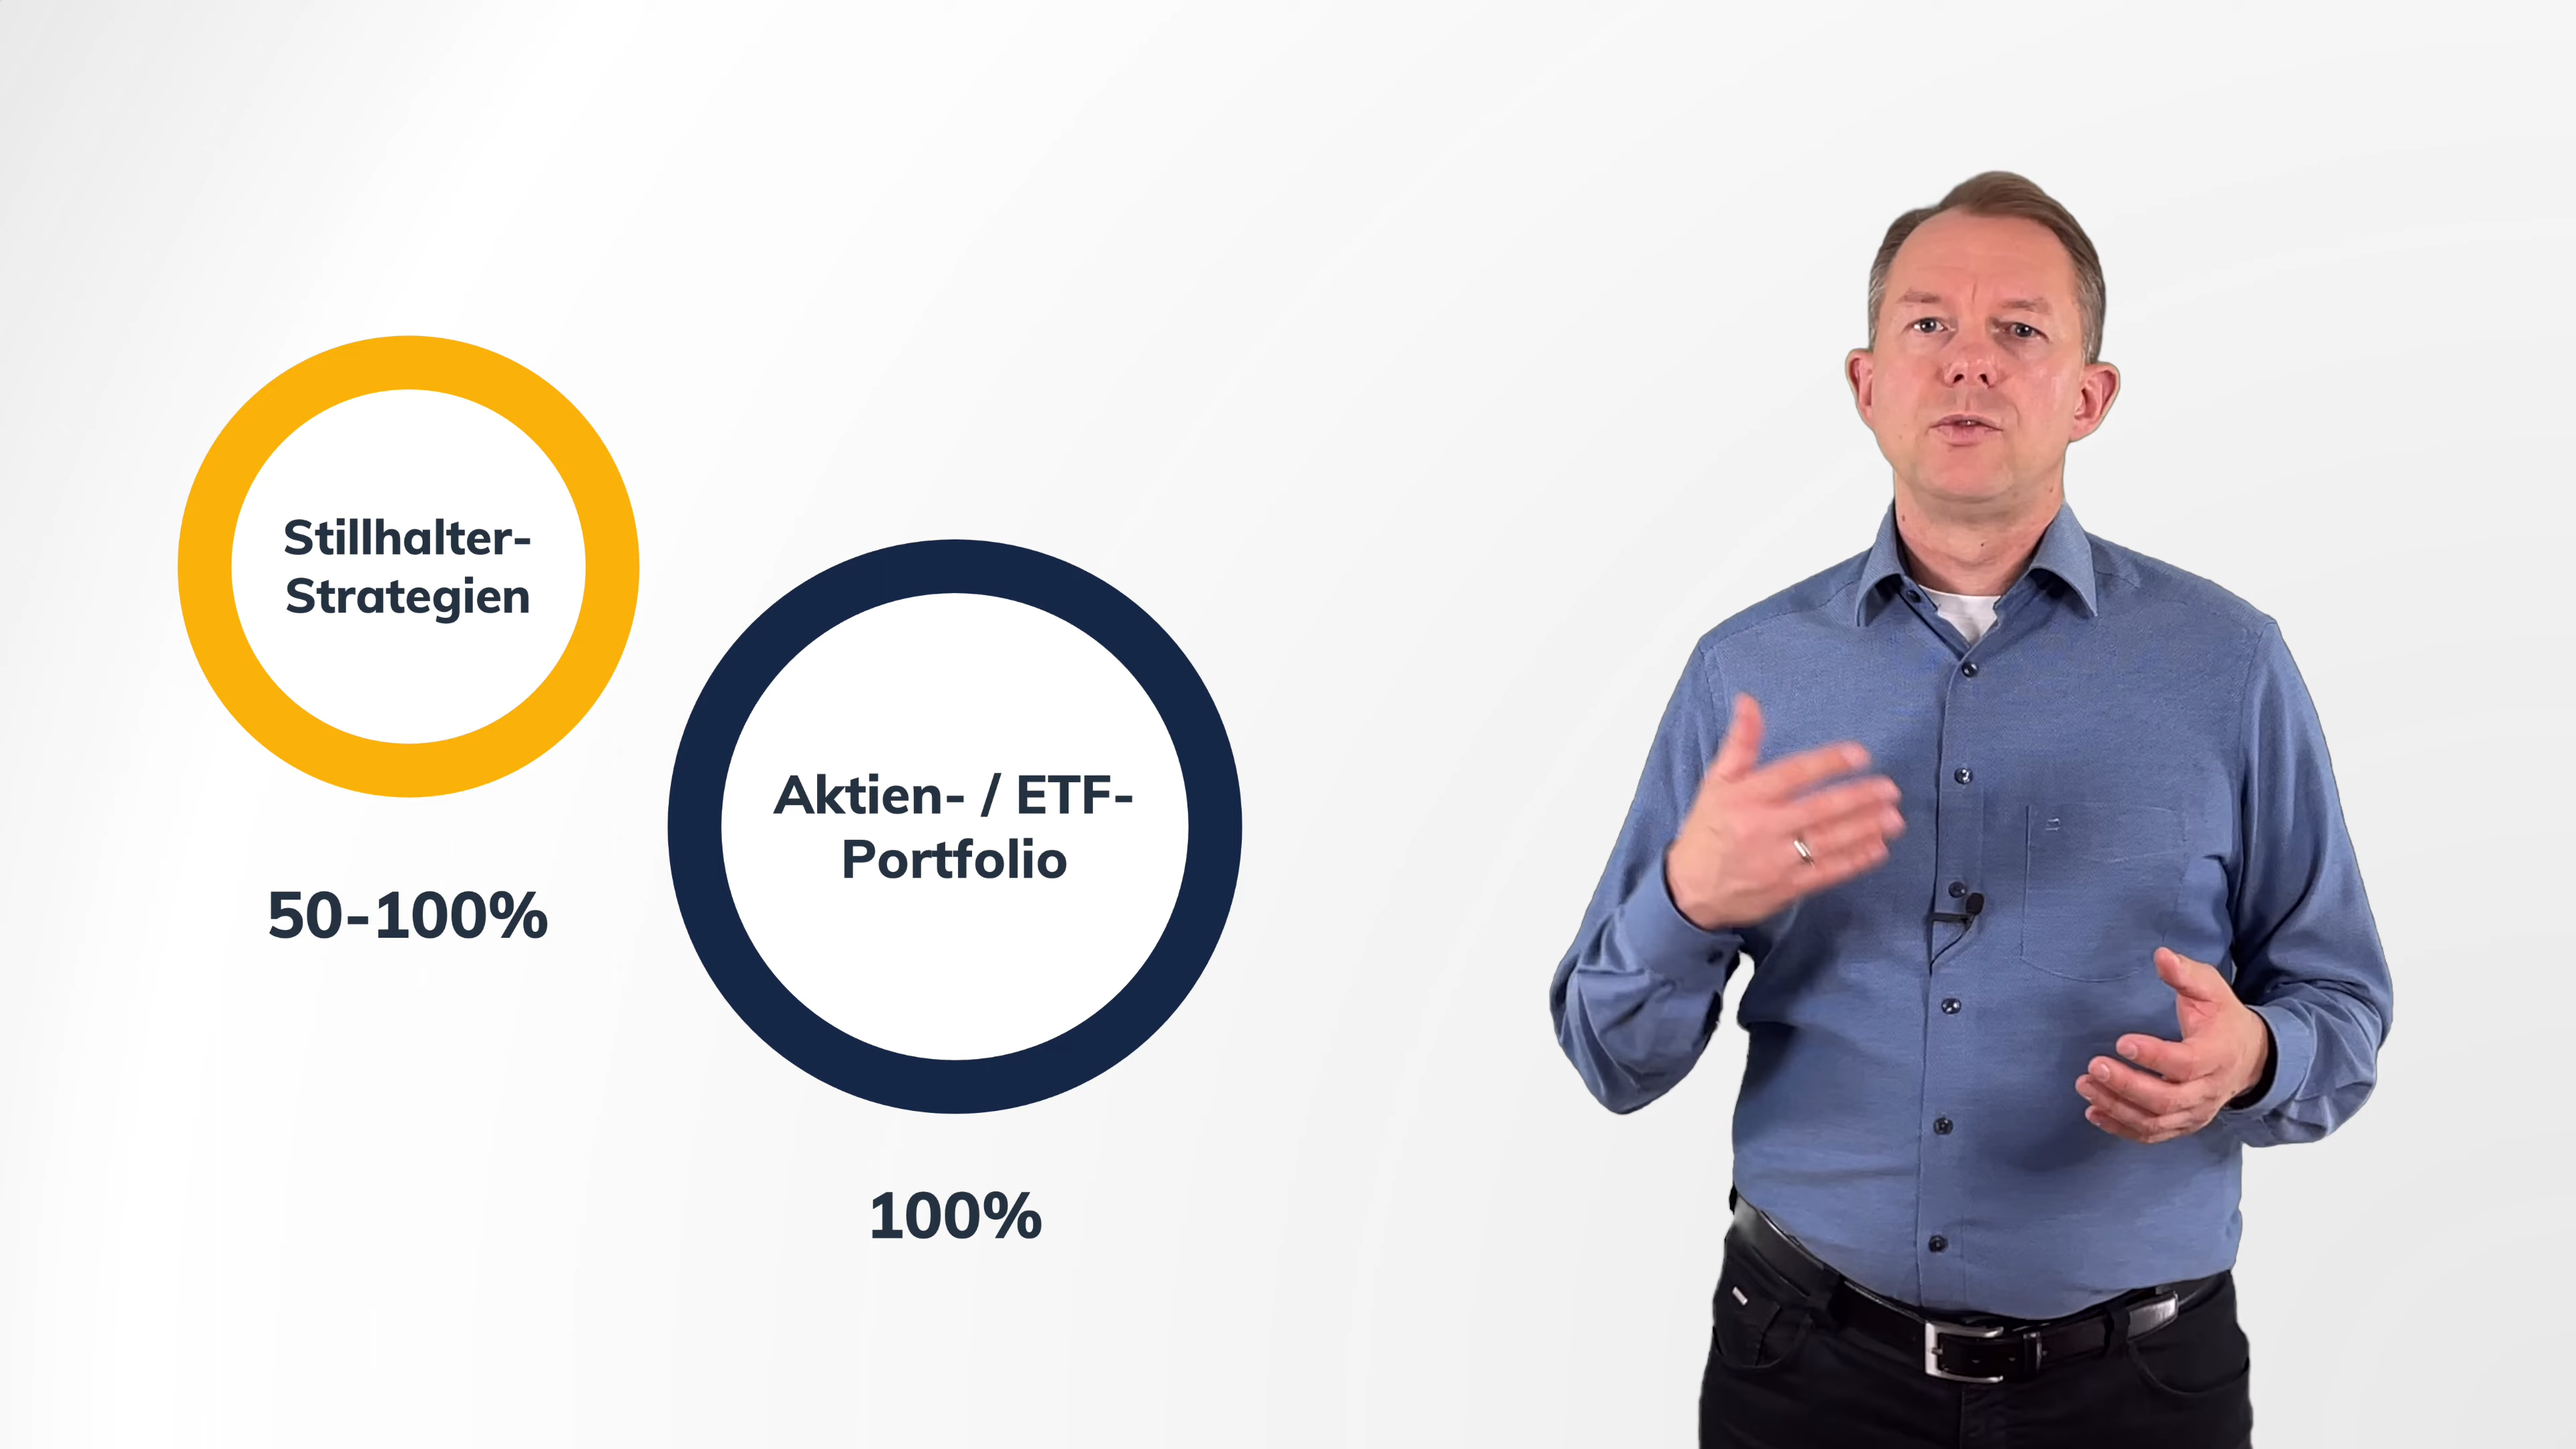 Stillhalter-
Strategien
50-100%
Aktien- / ETF-
Portfolio
100%